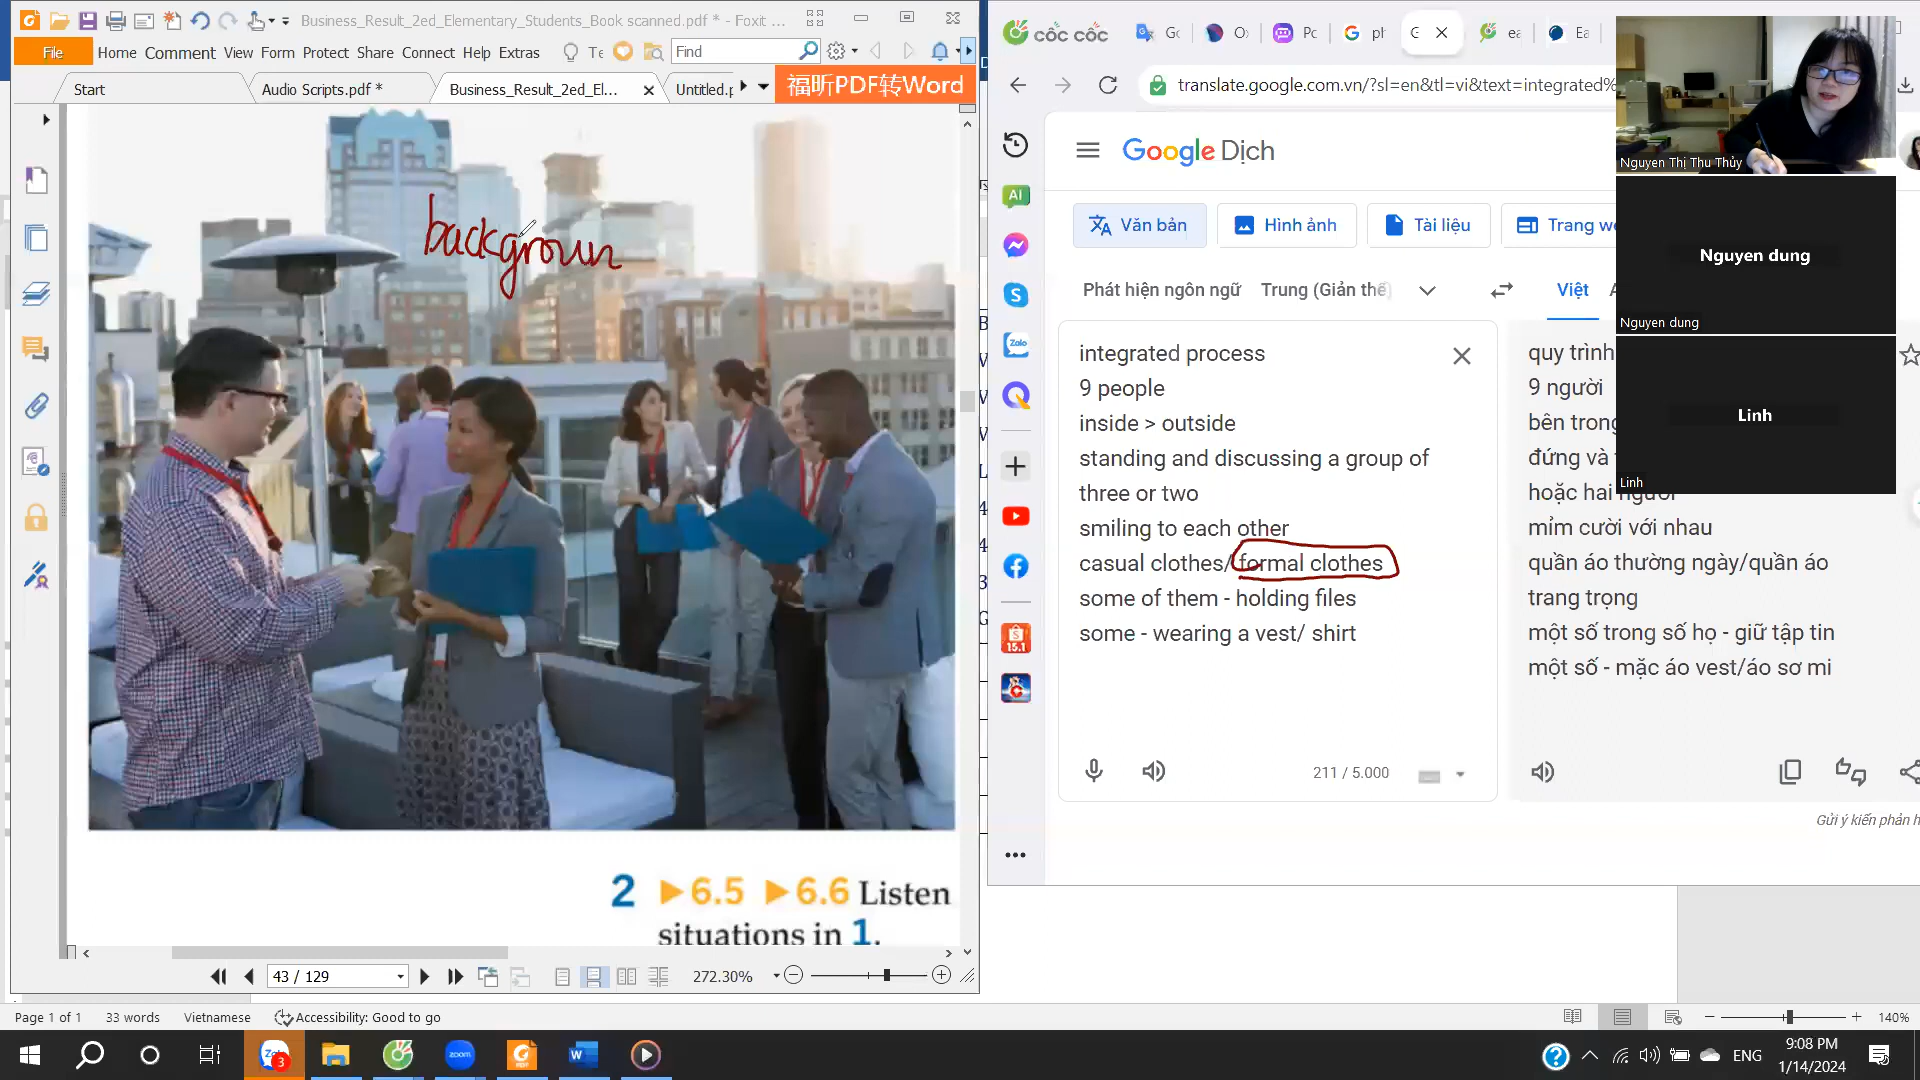 Business_Result_2ed_Elementary_Students_Book scanned.pdf * - Foxit ...
File Home Comment View Form Protect Share Connect Help Extras Find
Start
Audio Scripts.pdf *
Business_Result_2ed_El...
Untitled.p
福昕PDF转Word
backgroun
2 ▶6.5 ▶6.6 Listen
situations in 1.
43 / 129
272.30%
cốc cốc
translate.google.com.vn/?sl=en&tl=vi&text=integrated%
Google Dịch
Văn bản
Hình ảnh
Tài liệu
Trang we
Phát hiện ngôn ngữ
Trung (Giản thể)
Việt
integrated process
9 people
inside > outside
standing and discussing a group of
three or two
smiling to each other
casual clothes/ formal clothes
some of them - holding files
some - wearing a vest/ shirt
211 / 5.000
quy trình
9 người
bên trong
đứng và
hoặc hai người
mỉm cười với nhau
quần áo thường ngày/quần áo
trang trọng
một số trong số họ - giữ tập tin
một số - mặc áo vest/áo sơ mi
Gửi ý kiến phản h
Nguyen Thị Thu Thủy
Nguyen dung
Nguyen dung
Linh
Linh
Page 1 of 1
33 words
Vietnamese
Accessibility: Good to go
140%
ENG
9:08 PM
1/14/2024